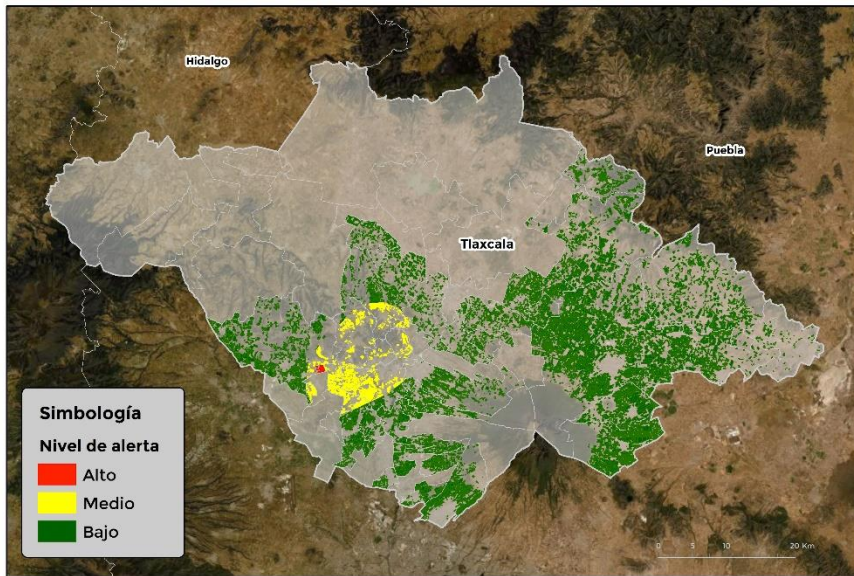 Hidalgo
Puebla
Tlaxcala
Simbología
Nivel de alerta
Alto
Medio
Bajo
0 5 10 20 Km